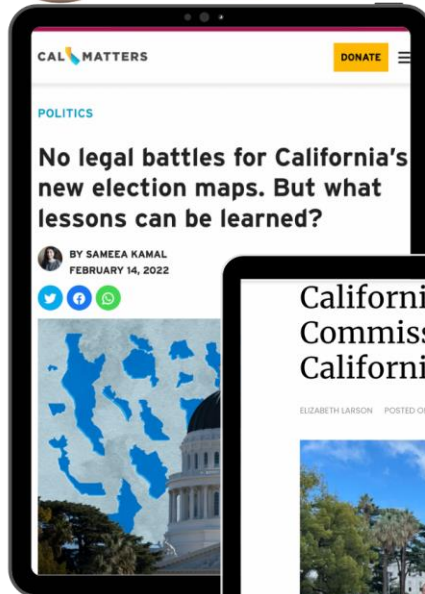 CAL MATTERS
DONATE
POLITICS
No legal battles for California's
new election maps. But what
lessons can be learned?
BY SAMEEA KAMAL
FEBRUARY 14, 2022
Californi
Commiss
Californi
ELIZABETH LARSON POSTED O